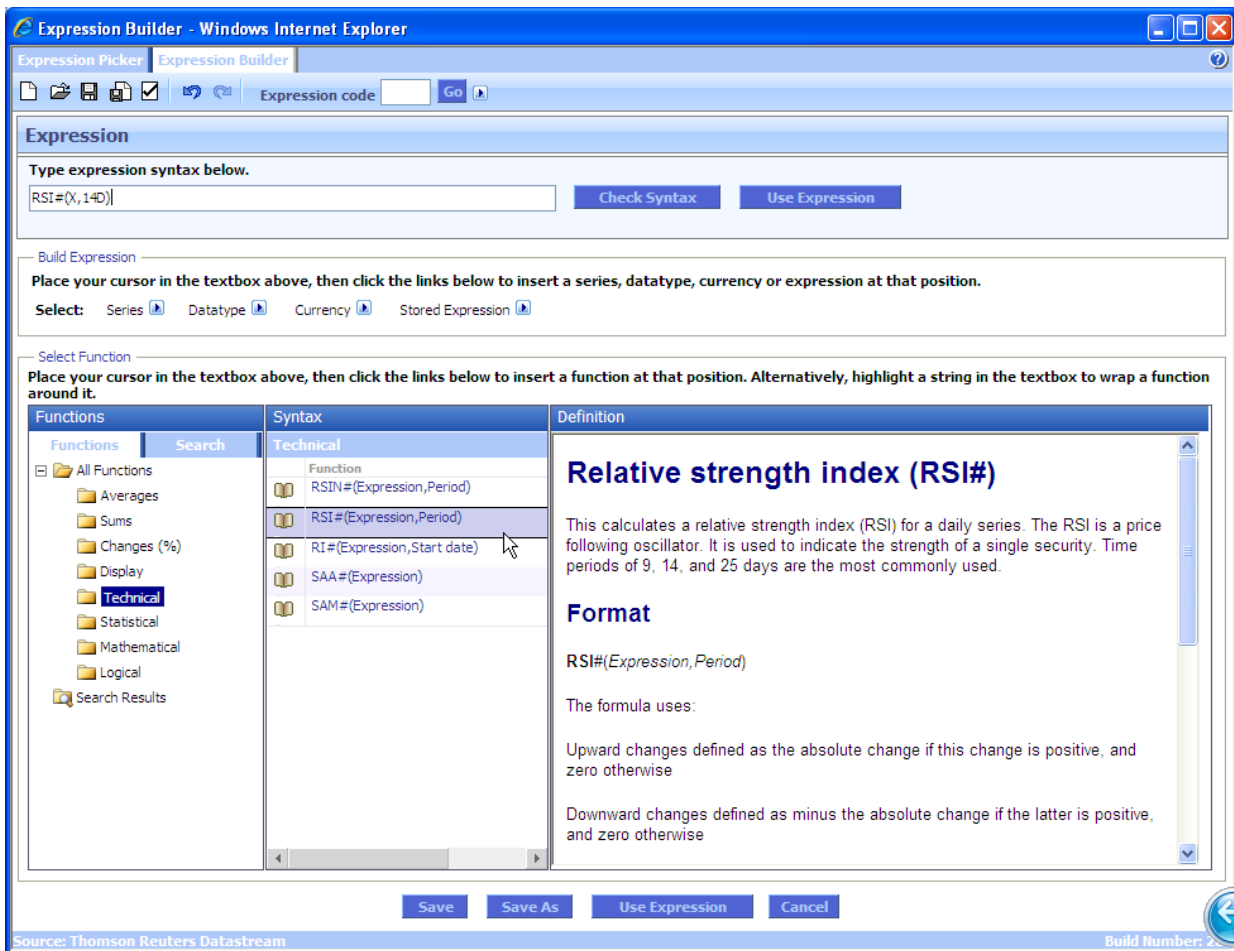 Expression Builder - Windows Internet Explorer
Expression Picker Expression Builder
Expression code Go
Expression
Type expression syntax below.
RSI#(X,14D)
Check Syntax Use Expression
Build Expression
Place your cursor in the textbox above, then click the links below to insert a series, datatype, currency or expression at that position.
Select: Series Datatype Currency Stored Expression
Select Function
Place your cursor in the textbox above, then click the links below to insert a function at that position. Alternatively, highlight a string in the textbox to wrap a function
around it.
Functions
Functions Search
All Functions
Averages
Sums
Changes (%)
Display
Technical
Statistical
Mathematical
Logical
Search Results
Syntax
Technical
Function
RSIN#(Expression,Period)
RSI#(Expression,Period)
RI#(Expression,Start date)
SAA#(Expression)
SAM#(Expression)
Definition
Relative strength index (RSI#)
This calculates a relative strength index (RSI) for a daily series. The RSI is a price
following oscillator. It is used to indicate the strength of a single security. Time
periods of 9, 14, and 25 days are the most commonly used.
Format
RSI#(Expression,Period)
The formula uses:
Upward changes defined as the absolute change if this change is positive, and
zero otherwise
Downward changes defined as minus the absolute change if the latter is positive,
and zero otherwise
Save Save As Use Expression Cancel
Source: Thomson Reuters Datastream
Build Number: